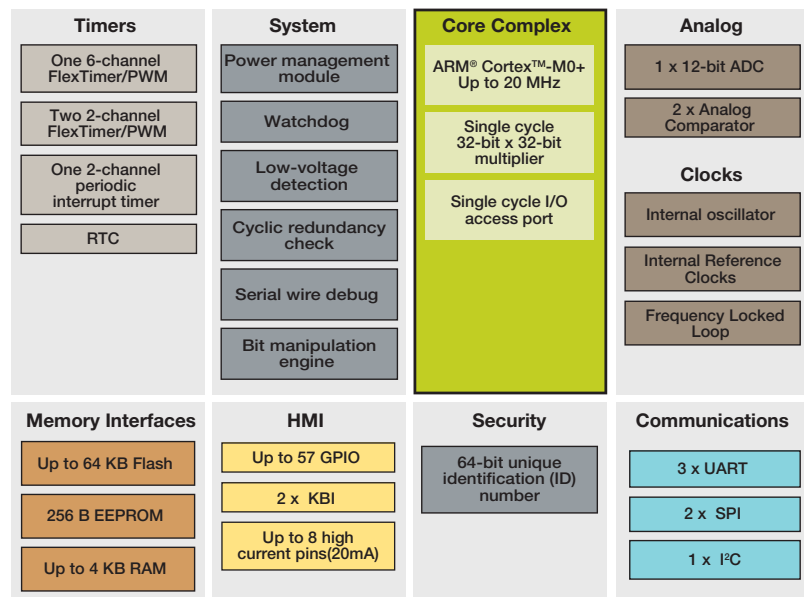 Timers
One 6-channel
FlexTimer/PWM
Two 2-channel
FlexTimer/PWM
One 2-channel
periodic
interrupt timer
RTC
System
Power management
module
Watchdog
Low-voltage
detection
Cyclic redundancy
check
Serial wire debug
Bit manipulation
engine
Core Complex
ARM® Cortex™-M0+
Up to 20 MHz
Single cycle
32-bit x 32-bit
multiplier
Single cycle I/O
access port
Analog
1 x 12-bit ADC
2 x Analog
Comparator
Clocks
Internal oscillator
Internal Reference
Clocks
Frequency Locked
Loop
Memory Interfaces
Up to 64 KB Flash
256 B EEPROM
Up to 4 KB RAM
HMI
Up to 57 GPIO
2 x KBI
Up to 8 high
current pins(20mA)
Security
64-bit unique
identification (ID)
number
Communications
3 x UART
2 x SPI
1 x I²C